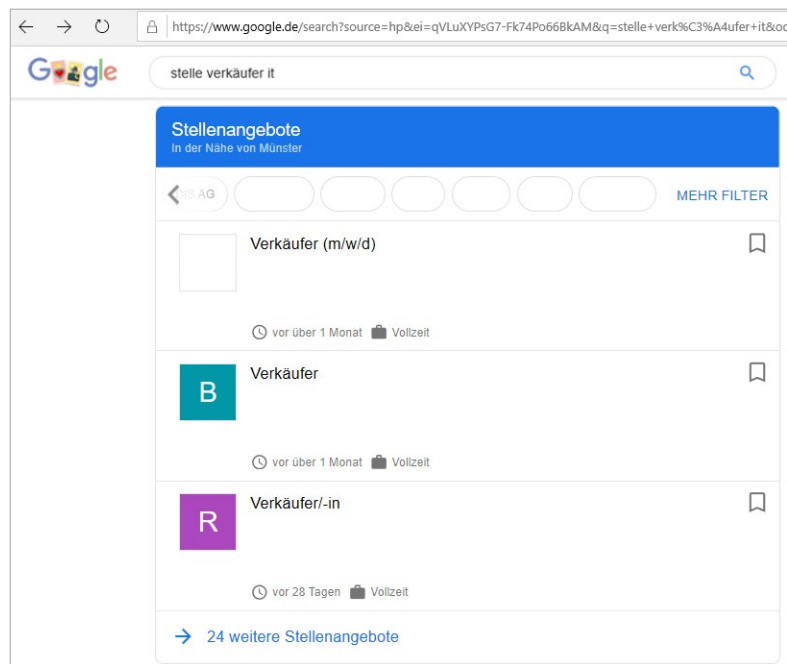 https://www.google.de/search?source=hp&ei=qVLuXYPsG7-Fk74Po66BkAM&q=stelle+verk%C3%A4ufer+it&oc
Google
stelle verkäufer it
Stellenangebote
In der Nähe von Münster
AG
MEHR FILTER
Verkäufer (m/w/d)
vor über 1 Monat Vollzeit
B
Verkäufer
vor über 1 Monat Vollzeit
R
Verkäufer/-in
vor 28 Tagen Vollzeit
24 weitere Stellenangebote